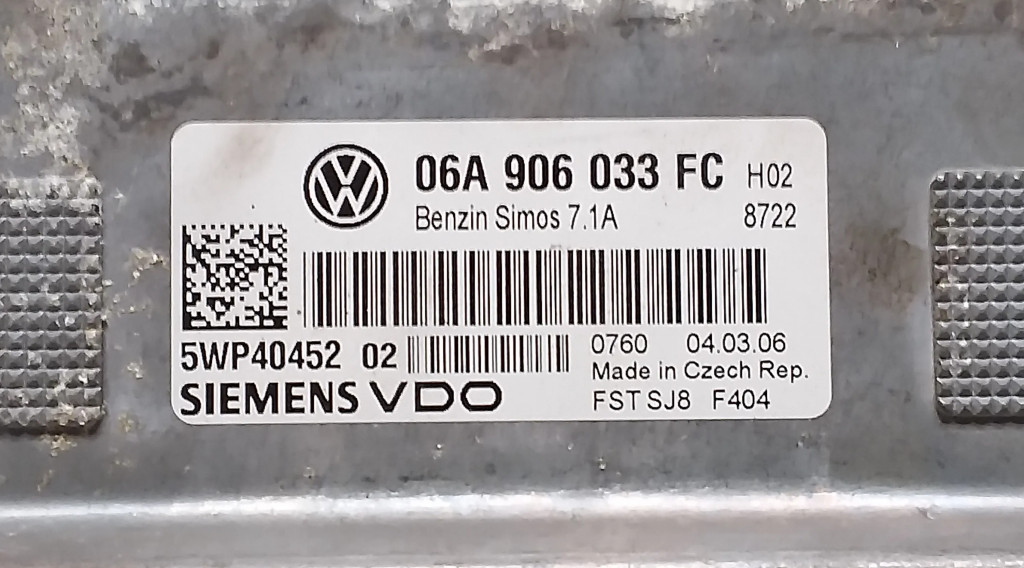 06A 906 033 FC H02
Benzin Simos 7.1A 8722
5WP40452 02 0760 04.03.06
Made in Czech Rep.
SIEMENS VDO FST SJ8 F404